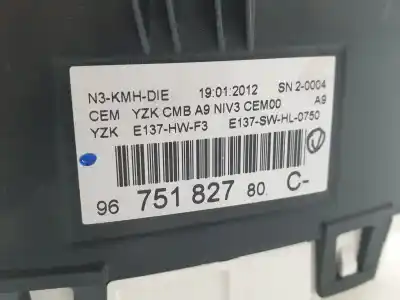 N3-KMH-DIE 19.01.2012 SN 2-0004
CEM YZK CMB A9 NIV3 CEM00 A9
YZK E137-HW-F3 E137-SW-HL-0750
96 751 827 80 C-